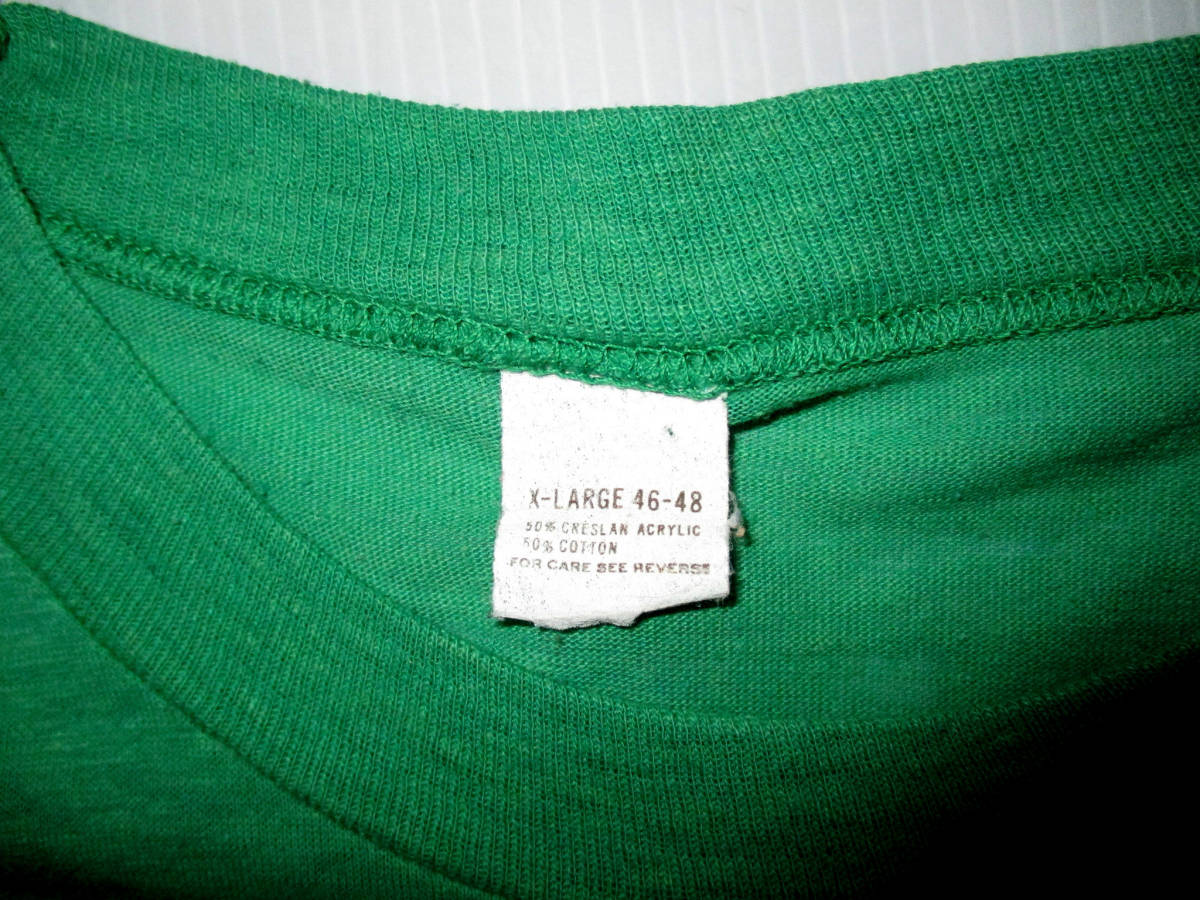 X-LARGE 46-48
50% CRESLAN ACRYLIC
50% COTTON
FOR CARE SEE REVERSE